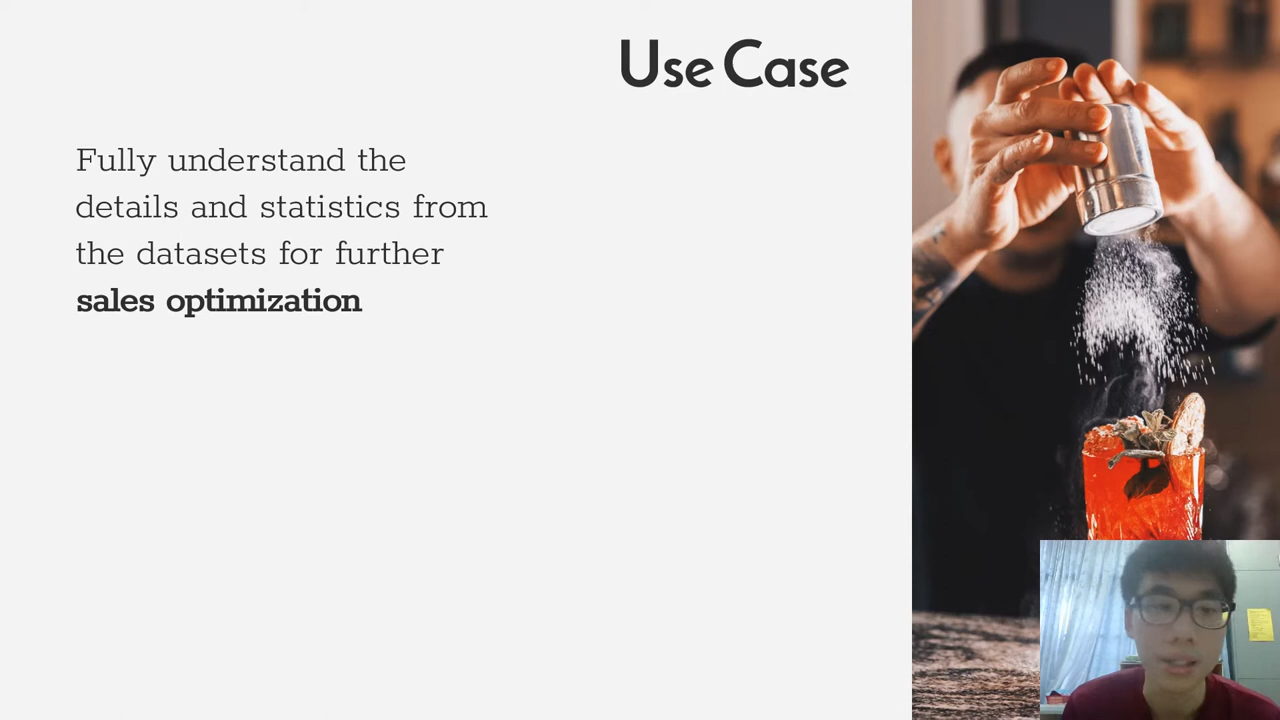 Use Case
Fully understand the
details and statistics from
the datasets for further
sales optimization